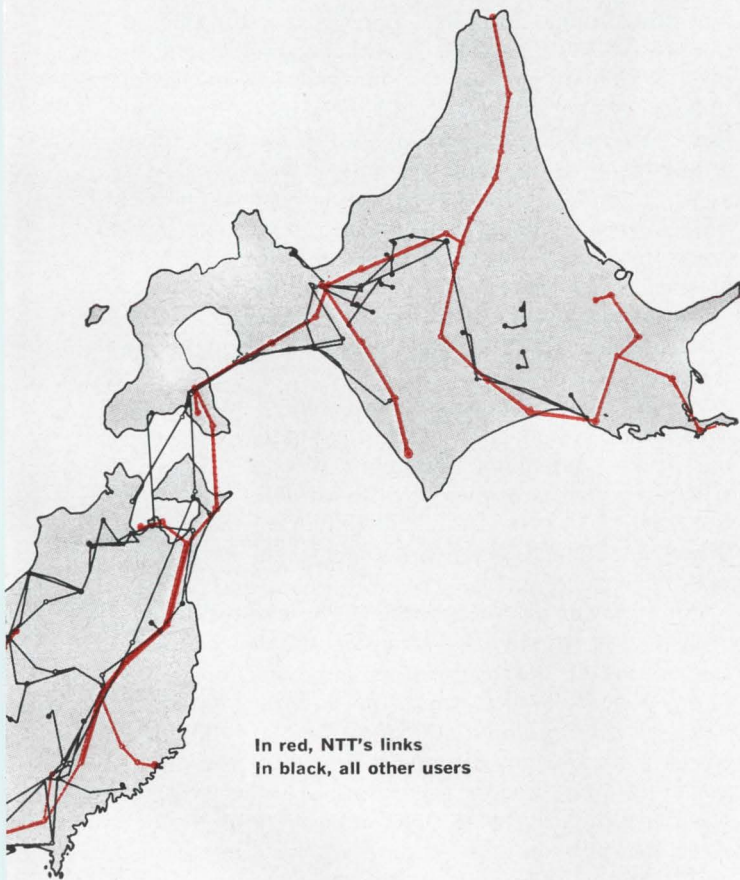 In red, NTT's links
In black, all other users